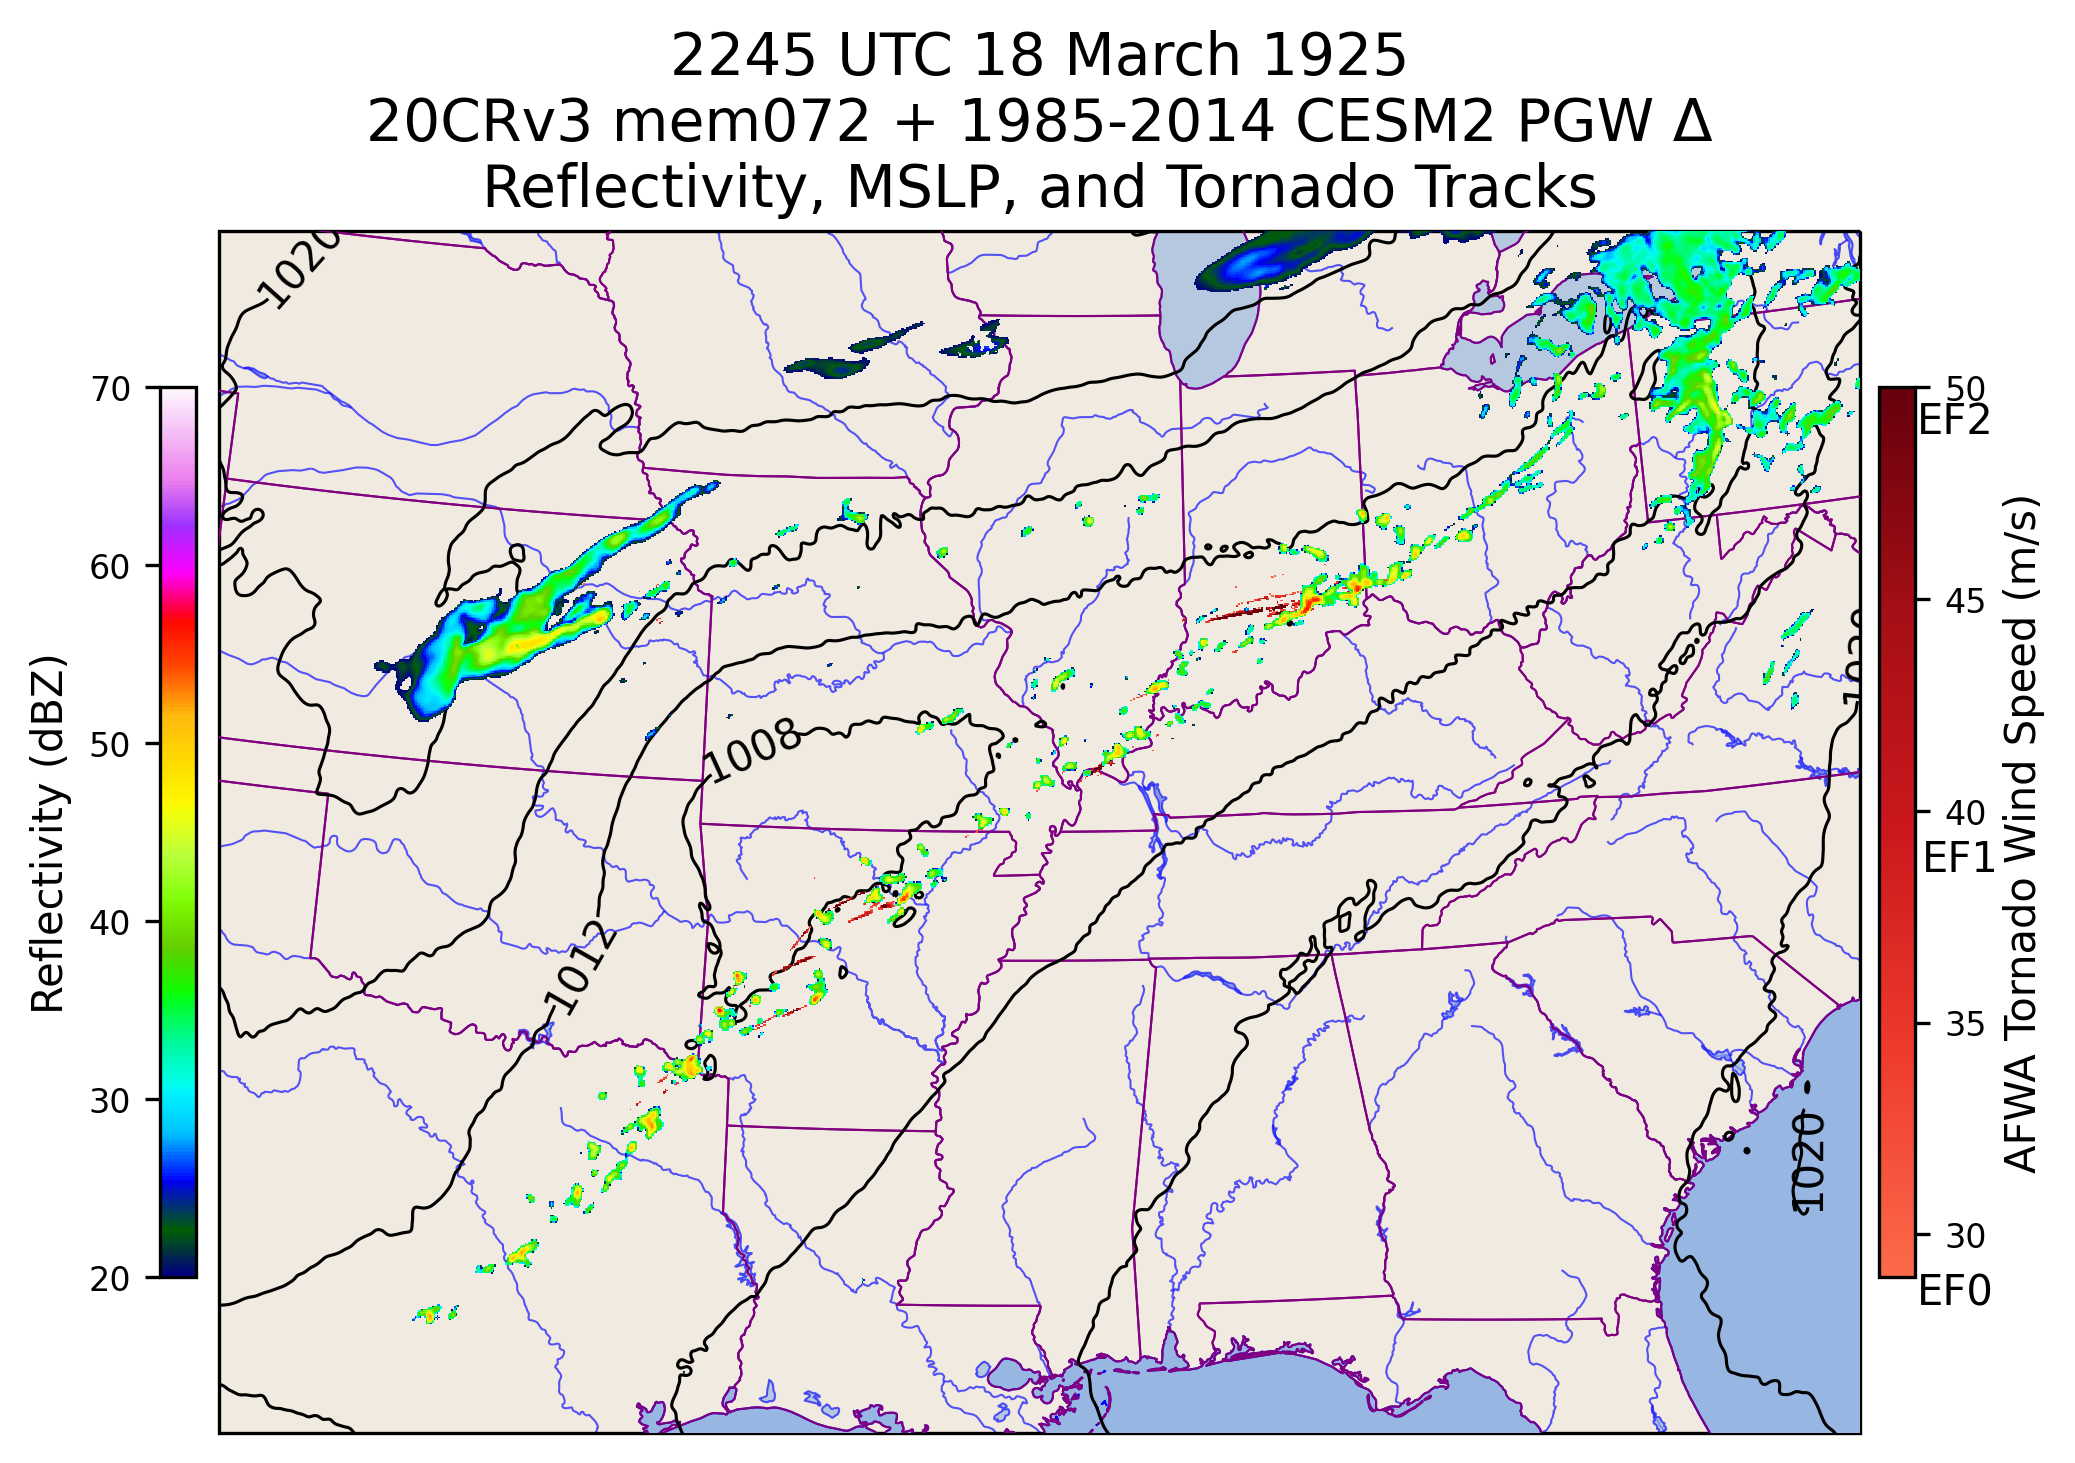 2245 UTC 18 March 1925
20CRv3 mem072 + 1985-2014 CESM2 PGW Δ
Reflectivity, MSLP, and Tornado Tracks
1020
70
60
50
40
30
20
Reflectivity (dBZ)
1008
1012
1020
1020
50
EF2
45
40
EF1
35
30
EF0
AFWA Tornado Wind Speed (m/s)